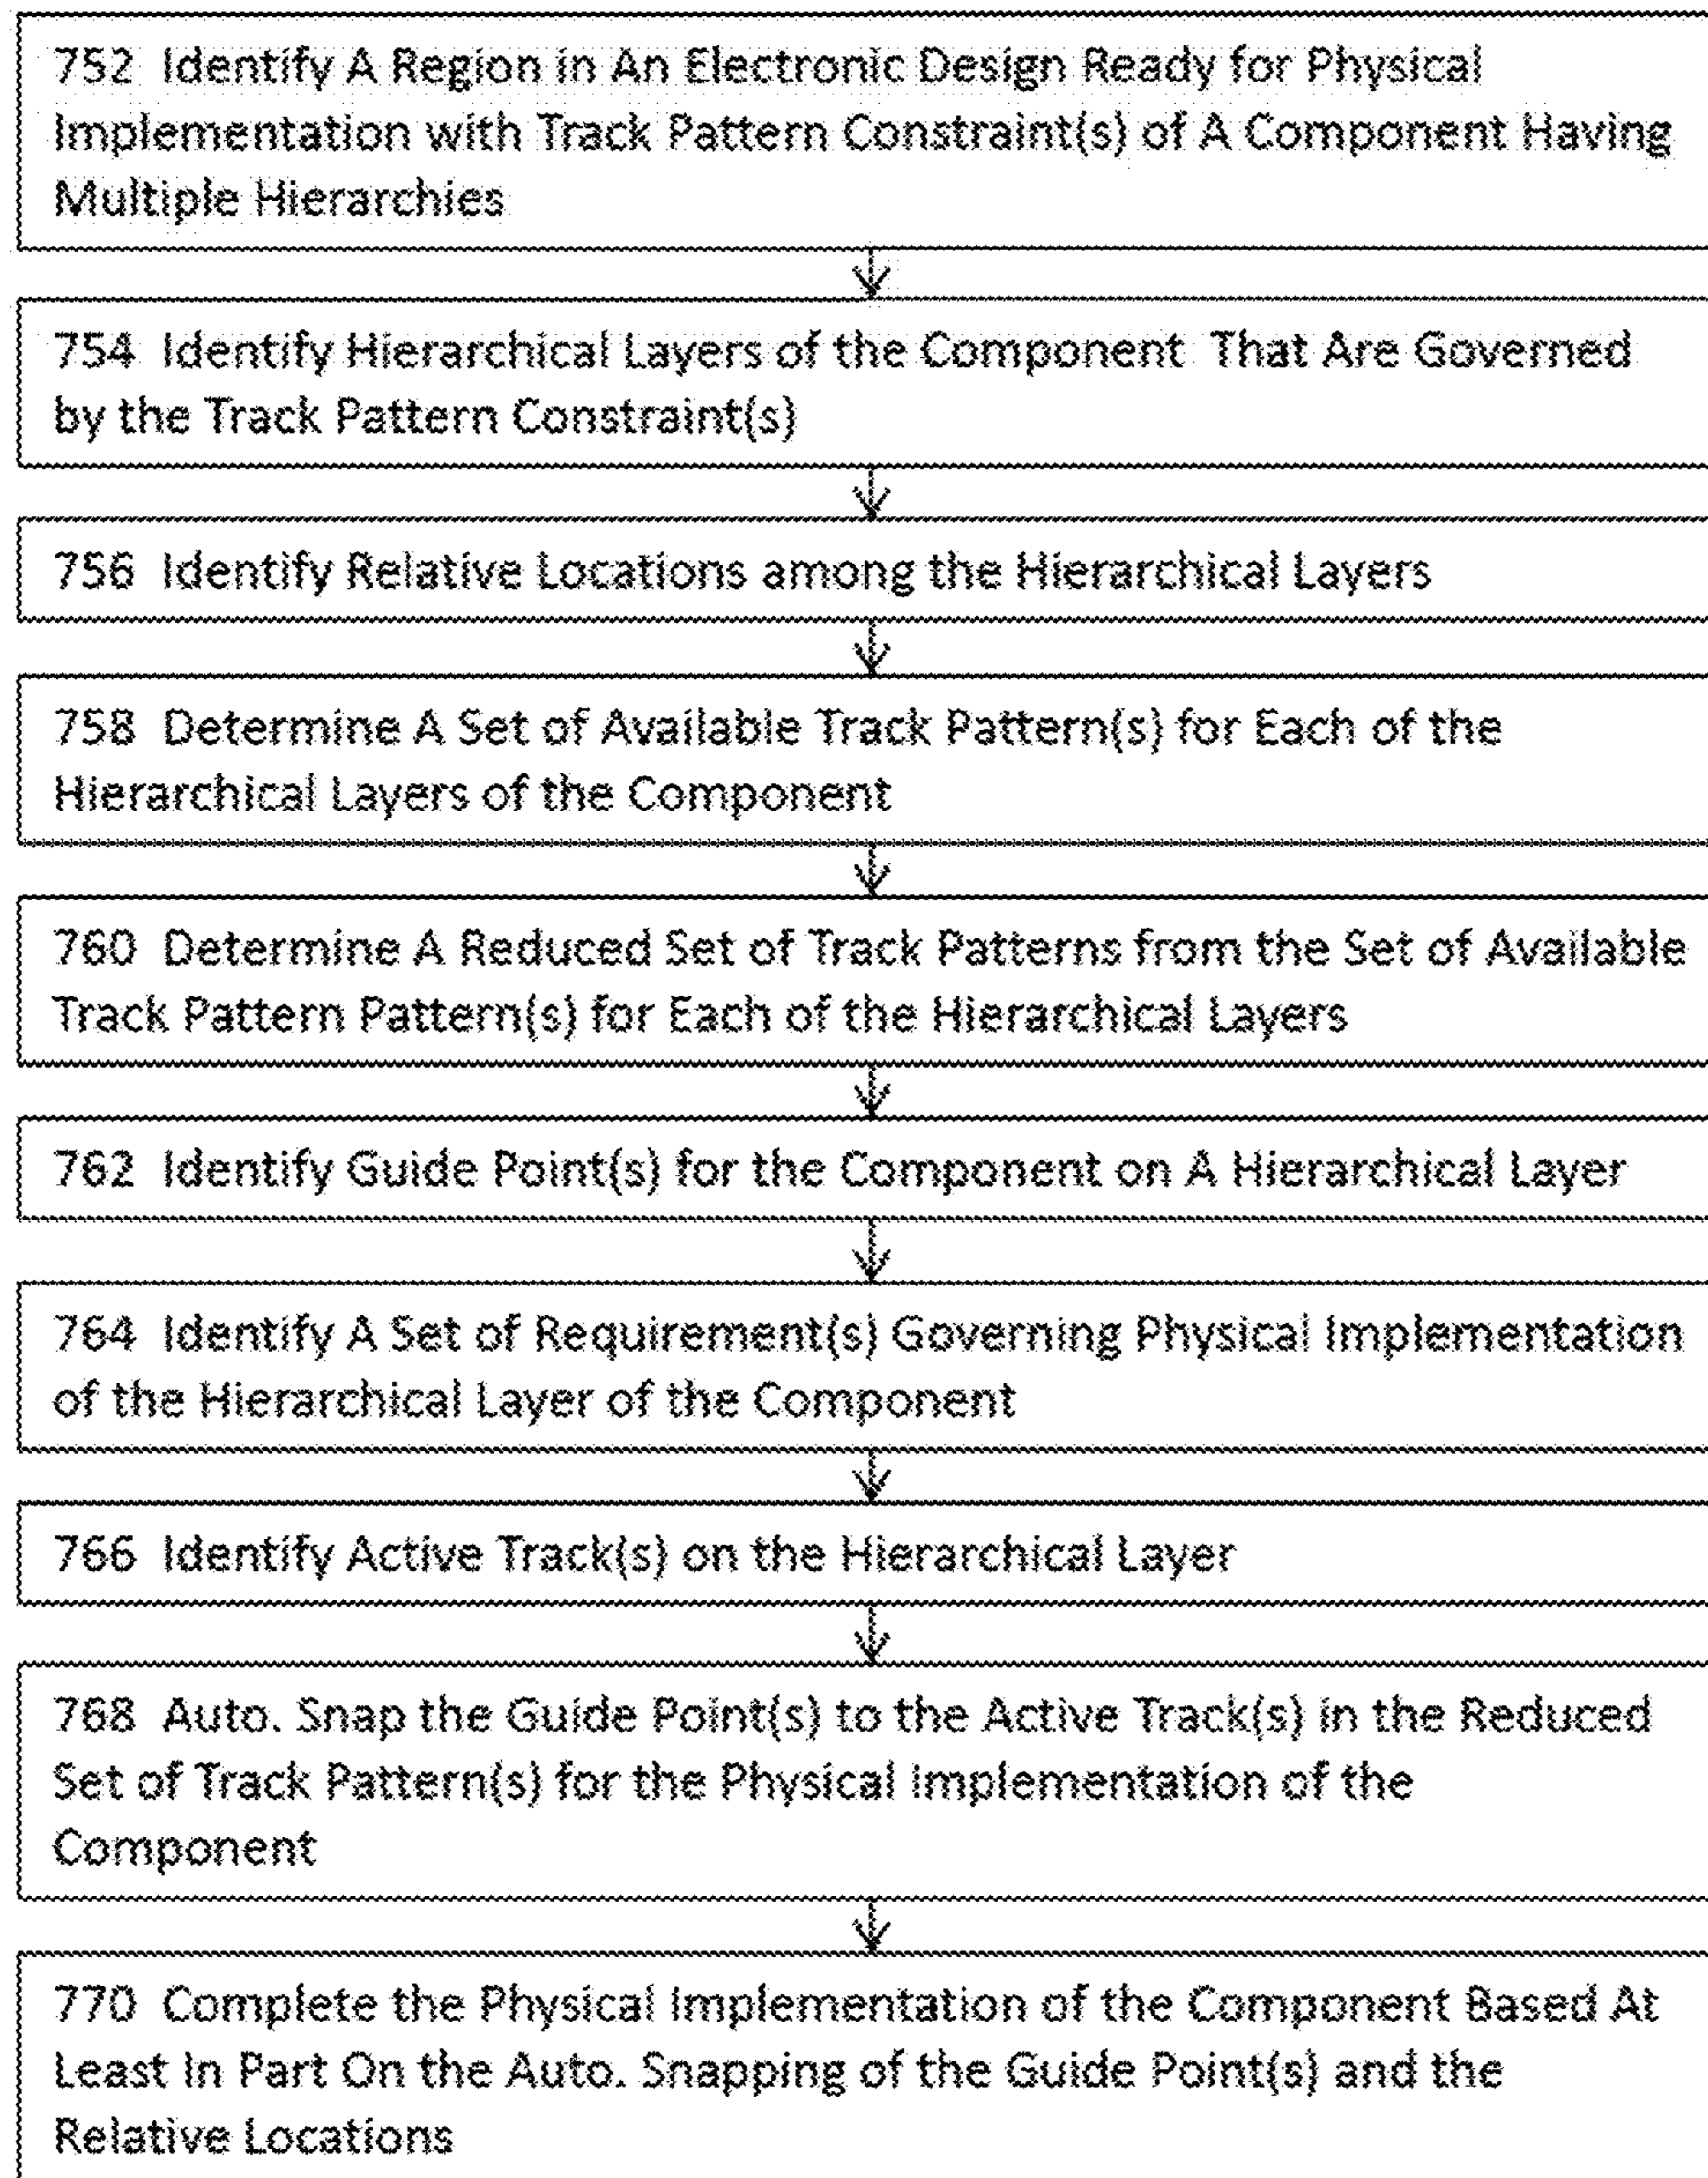 752 Identify A Region in An Electronic Design Ready for Physical
Implementation with Track Pattern Constraint(s) of A Component Having
Multiple Hierarchies
754 Identify Hierarchical Layers of the Component That Are Governed
by the Track Pattern Constraint(s)
756 Identify Relative Locations among the Hierarchical Layers
758 Determine A Set of Available Track Pattern(s) for Each of the
Hierarchical Layers of the Component
760 Determine A Reduced Set of Track Patterns from the Set of Available
Track Pattern Pattern(s) for Each of the Hierarchical Layers
762 Identify Guide Point(s) for the Component on A Hierarchical Layer
764 Identify A Set of Requirement(s) Governing Physical Implementation
of the Hierarchical Layer of the Component
766 Identify Active Track(s) on the Hierarchical Layer
768 Auto. Snap the Guide Point(s) to the Active Track(s) in the Reduced
Set of Track Pattern(s) for the Physical Implementation of the
Component
770 Complete the Physical Implementation of the Component Based At
Least In Part On the Auto. Snapping of the Guide Point(s) and the
Relative Locations